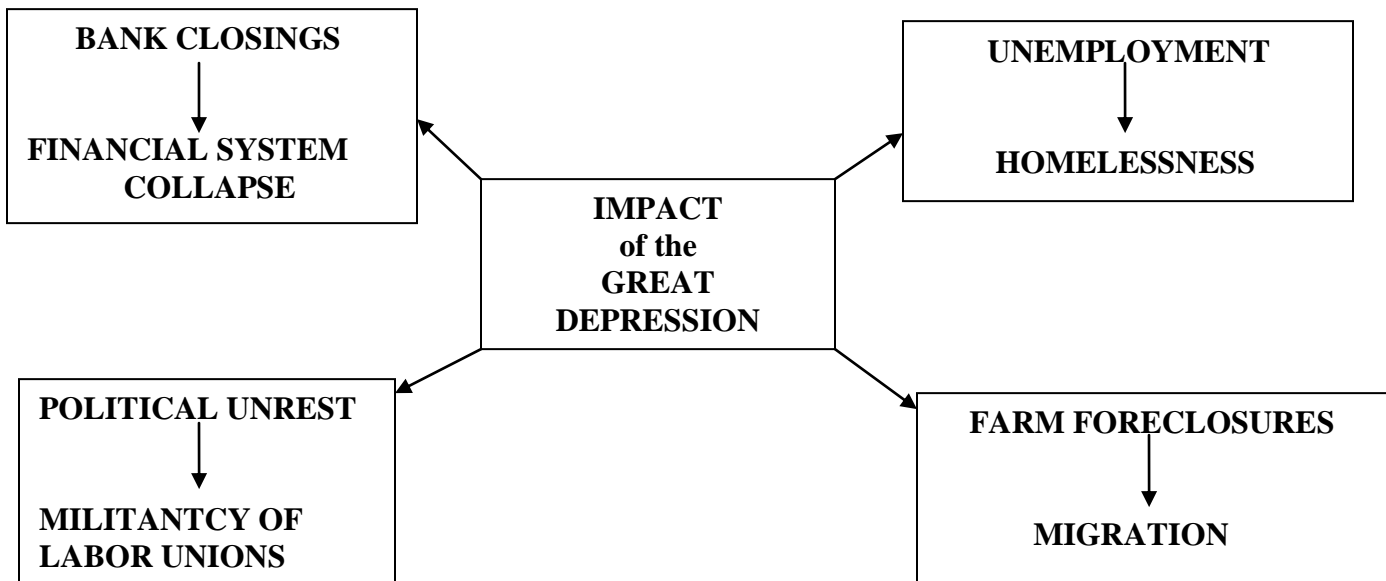 BANK CLOSINGS
FINANCIAL SYSTEM
COLLAPSE
UNEMPLOYMENT
HOMELESSNESS
IMPACT
of the
GREAT
DEPRESSION
POLITICAL UNREST
MILITANTCY OF
LABOR UNIONS
FARM FORECLOSURES
MIGRATION